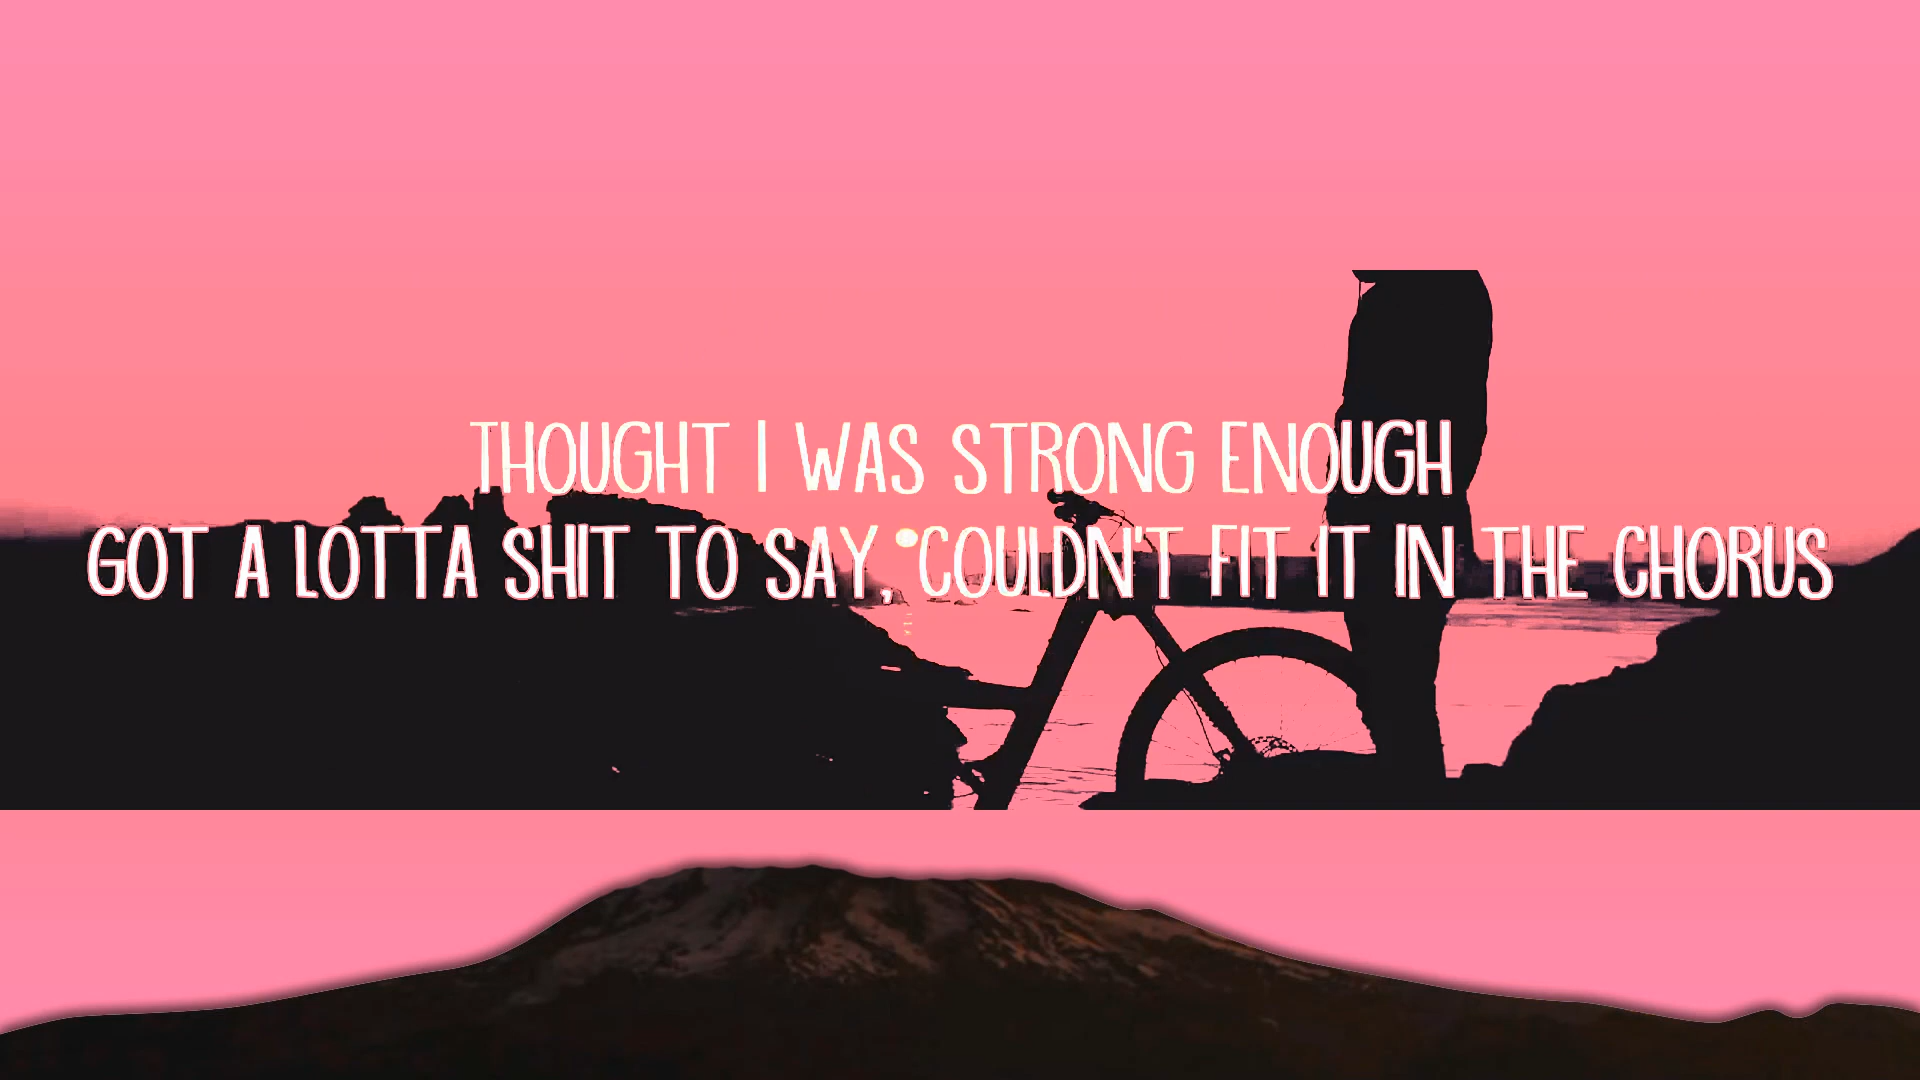 THOUGHT I WAS STRONG ENOUGH
GOT A LOTTA SHIT TO SAY, COULDN'T FIT IT IN THE CHORUS